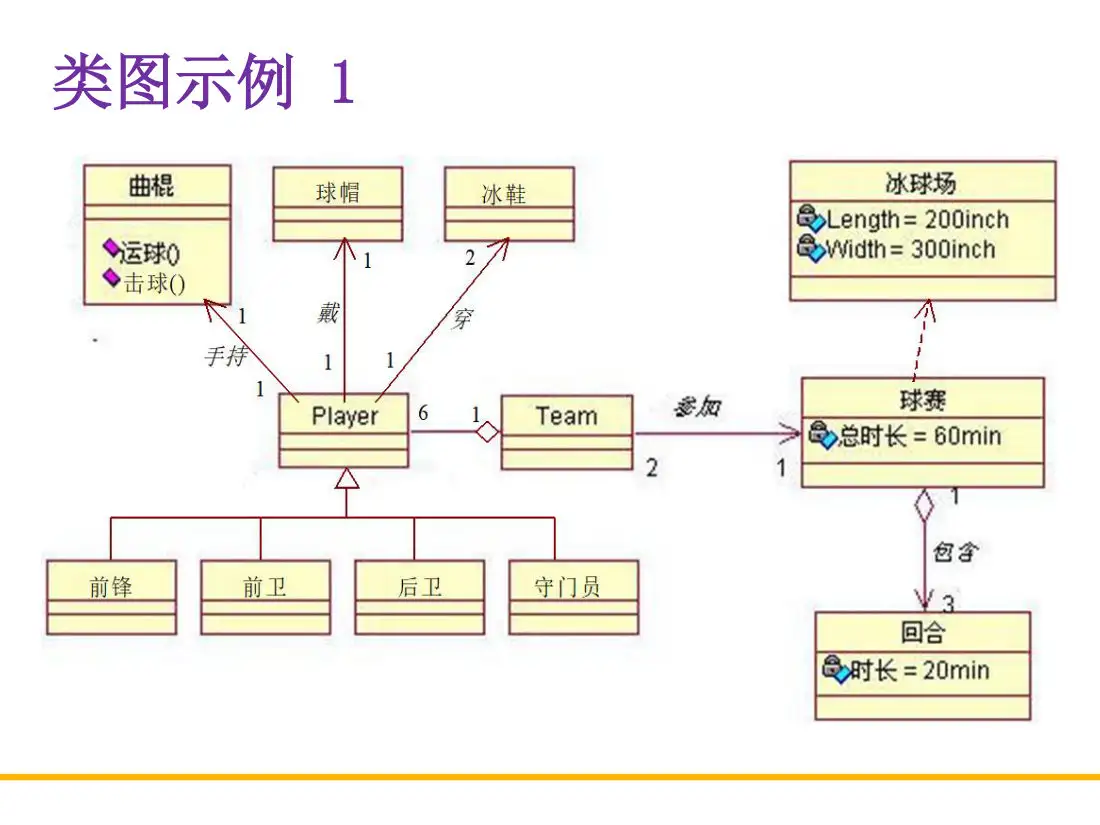 类图示例 1
曲棍
运球()
击球()
球帽
冰鞋
冰球场
Length = 200inch
Width = 300inch
1
2
1
戴
穿
手持
1
1
1
Player
6
1
Team
参加
2
1
球赛
总时长 = 60min
1
包含
3
前锋
前卫
后卫
守门员
回合
时长 = 20min